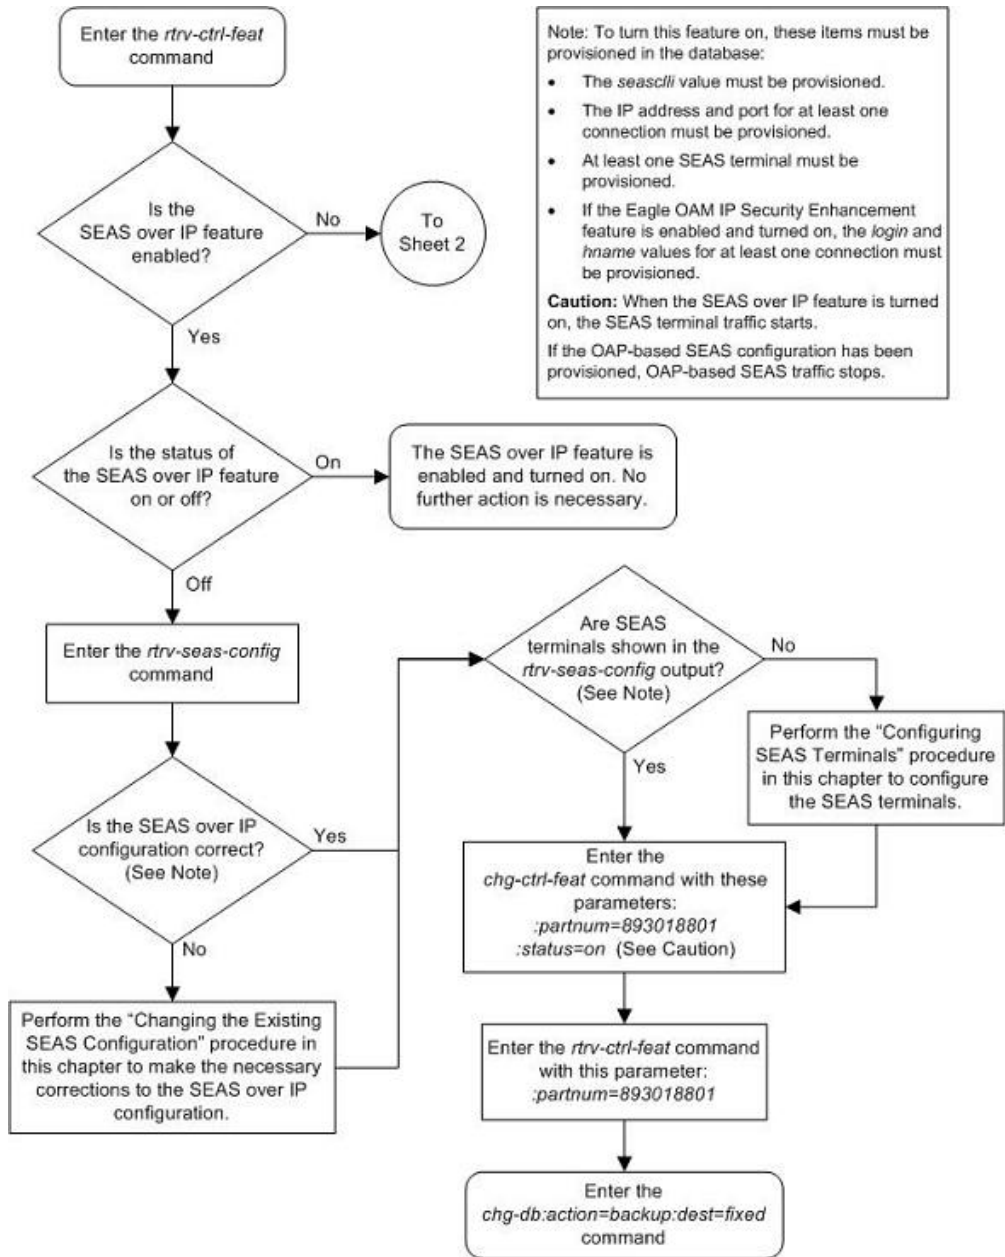 Enter the rtrv-ctrl-feat
command
Is the
SEAS over IP feature
enabled?
No
To
Sheet 2
Yes
Is the status of
the SEAS over IP feature
on or off?
On
The SEAS over IP feature is
enabled and turned on. No
further action is necessary.
Off
Enter the rtrv-seas-config
command
Is the SEAS over IP
configuration correct?
(See Note)
Yes
No
Perform the “Changing the Existing
SEAS Configuration” procedure in
this chapter to make the necessary
corrections to the SEAS over IP
configuration.
Note: To turn this feature on, these items must be
provisioned in the database:
• The seasclli value must be provisioned.
• The IP address and port for at least one
connection must be provisioned.
• At least one SEAS terminal must be
provisioned.
• If the Eagle OAM IP Security Enhancement
feature is enabled and turned on, the login and
hname values for at least one connection must
be provisioned.
Caution: When the SEAS over IP feature is turned
on, the SEAS terminal traffic starts.
If the OAP-based SEAS configuration has been
provisioned, OAP-based SEAS traffic stops.
Are SEAS
terminals shown in the
rtrv-seas-config output?
(See Note)
No
Perform the “Configuring
SEAS Terminals” procedure
in this chapter to configure
the SEAS terminals.
Yes
Enter the
chg-ctrl-feat command with these
parameters:
:partnum=893018801
:status=on (See Caution)
Enter the rtrv-ctrl-feat command
with this parameter:
:partnum=893018801
Enter the
chg-db:action=backup:dest=fixed
command